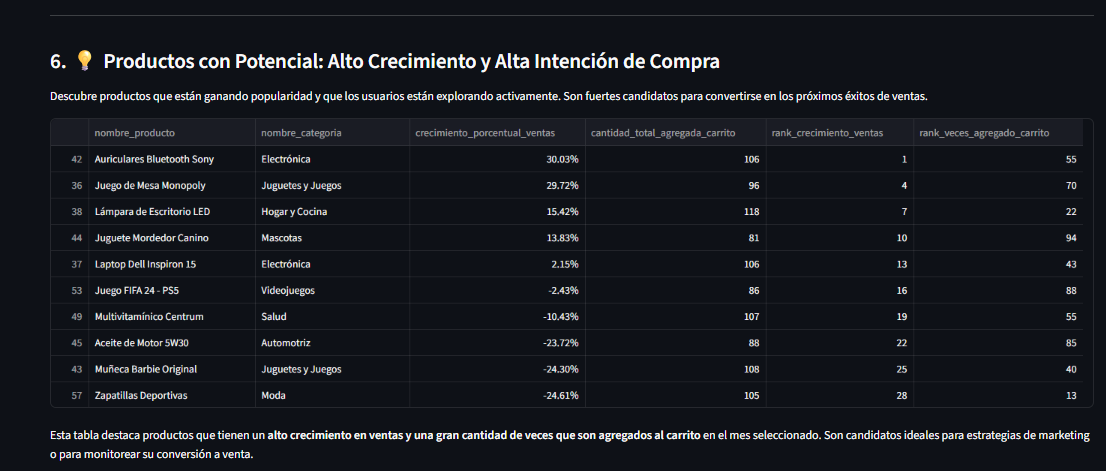 6. 💡 Productos con Potencial: Alto Crecimiento y Alta Intención de Compra
Descubre productos que están ganando popularidad y que los usuarios están explorando activamente. Son fuertes candidatos para convertirse en los próximos éxitos de ventas.
nombre_producto nombre_categoria crecimiento_porcentual_ventas cantidad_total_agregada_carrito rank_crecimiento_ventas rank_veces_agregado_carrito
42 Auriculares Bluetooth Sony Electrónica 30.03% 106 1 55
36 Juego de Mesa Monopoly Juguetes y Juegos 29.72% 96 4 70
38 Lámpara de Escritorio LED Hogar y Cocina 15.42% 118 7 22
44 Juguete Mordedor Canino Mascotas 13.83% 81 10 94
37 Laptop Dell Inspiron 15 Electrónica 2.15% 106 13 43
53 Juego FIFA 24 - PS5 Videojuegos -2.43% 86 16 88
49 Multivitamínico Centrum Salud -10.43% 107 19 55
45 Aceite de Motor 5W30 Automotriz -23.72% 88 22 85
43 Muñeca Barbie Original Juguetes y Juegos -24.30% 108 25 40
57 Zapatillas Deportivas Moda -24.61% 105 28 13
Esta tabla destaca productos que tienen un alto crecimiento en ventas y una gran cantidad de veces que son agregados al carrito en el mes seleccionado. Son candidatos ideales para estrategias de marketing
o para monitorear su conversión a venta.